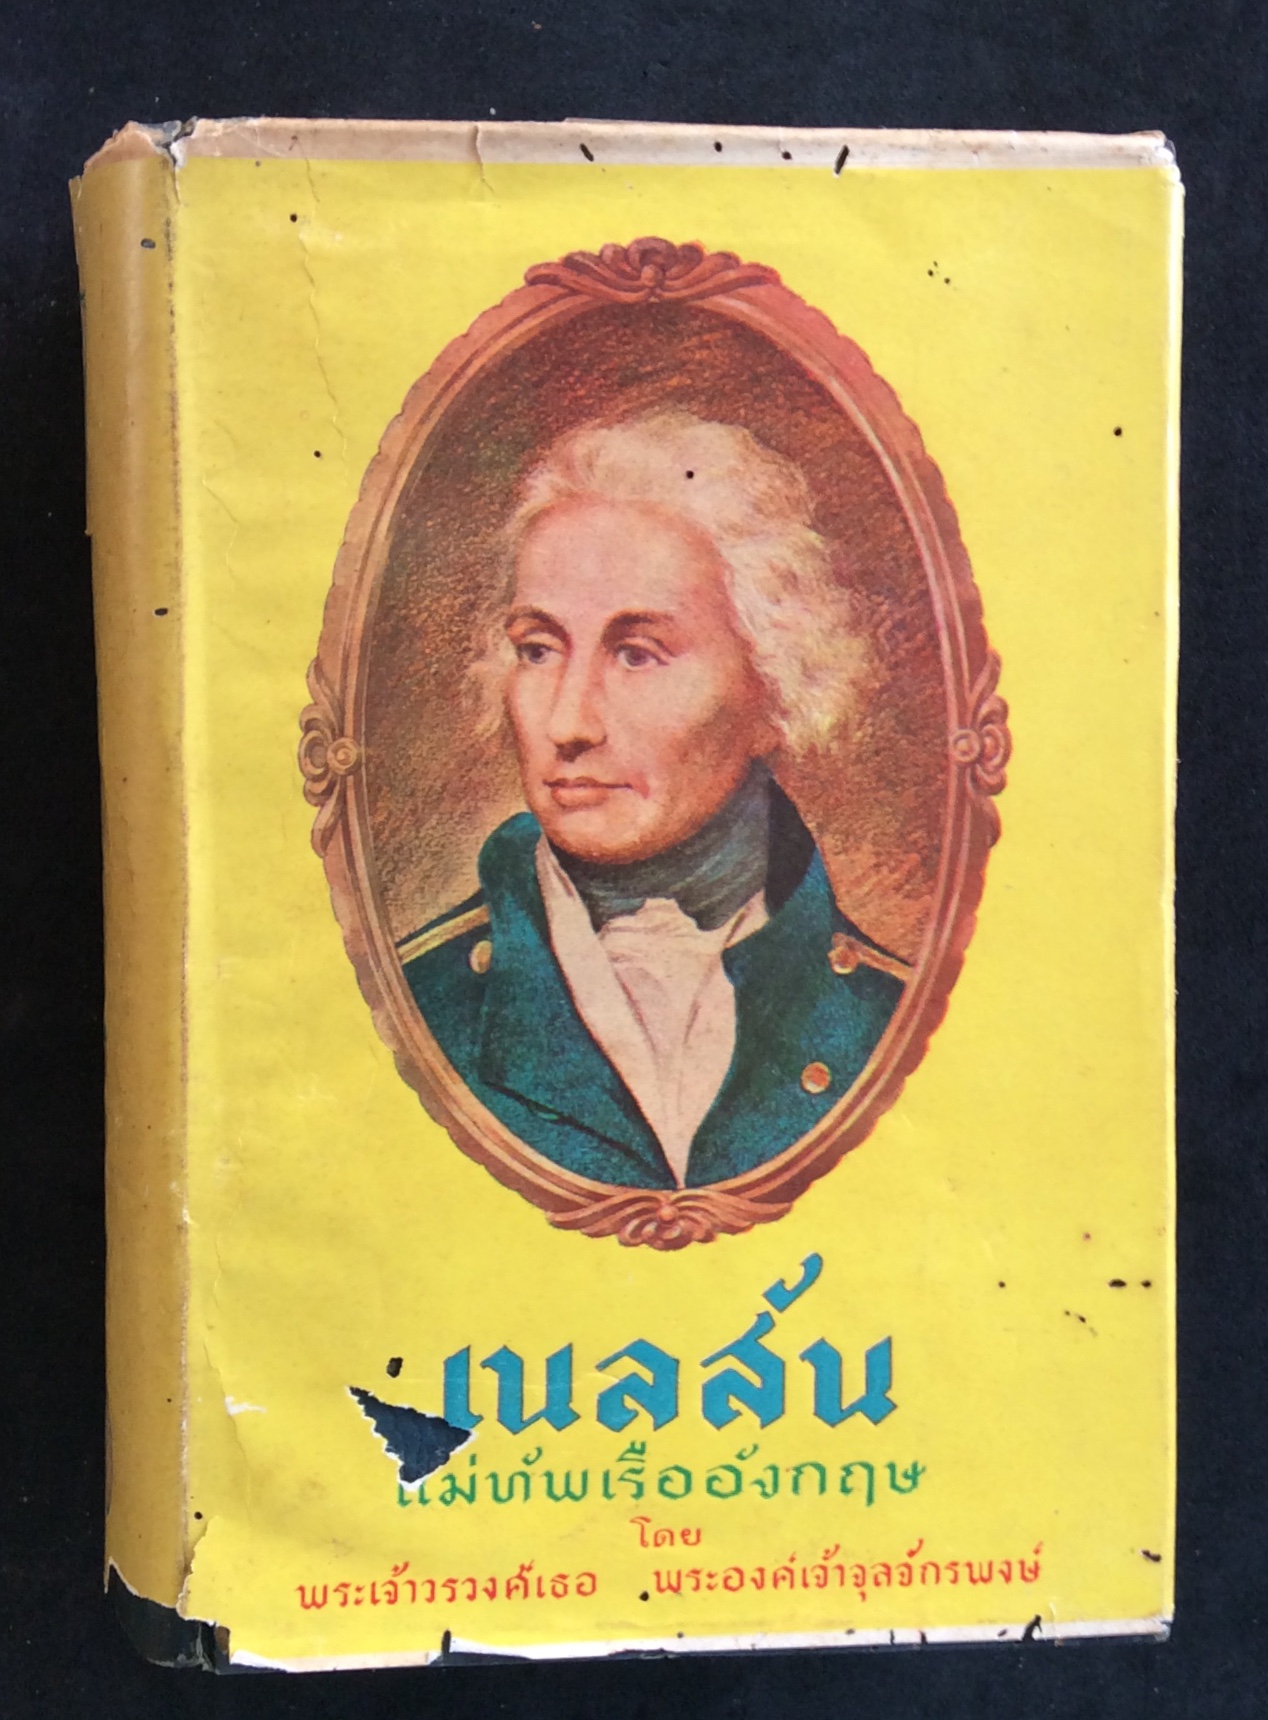 เนลสัน
แม่ทัพเรืออังกฤษ
โดย
พระเจ้าวรวงศ์เธอ พระองค์เจ้าจุลจักรพงษ์